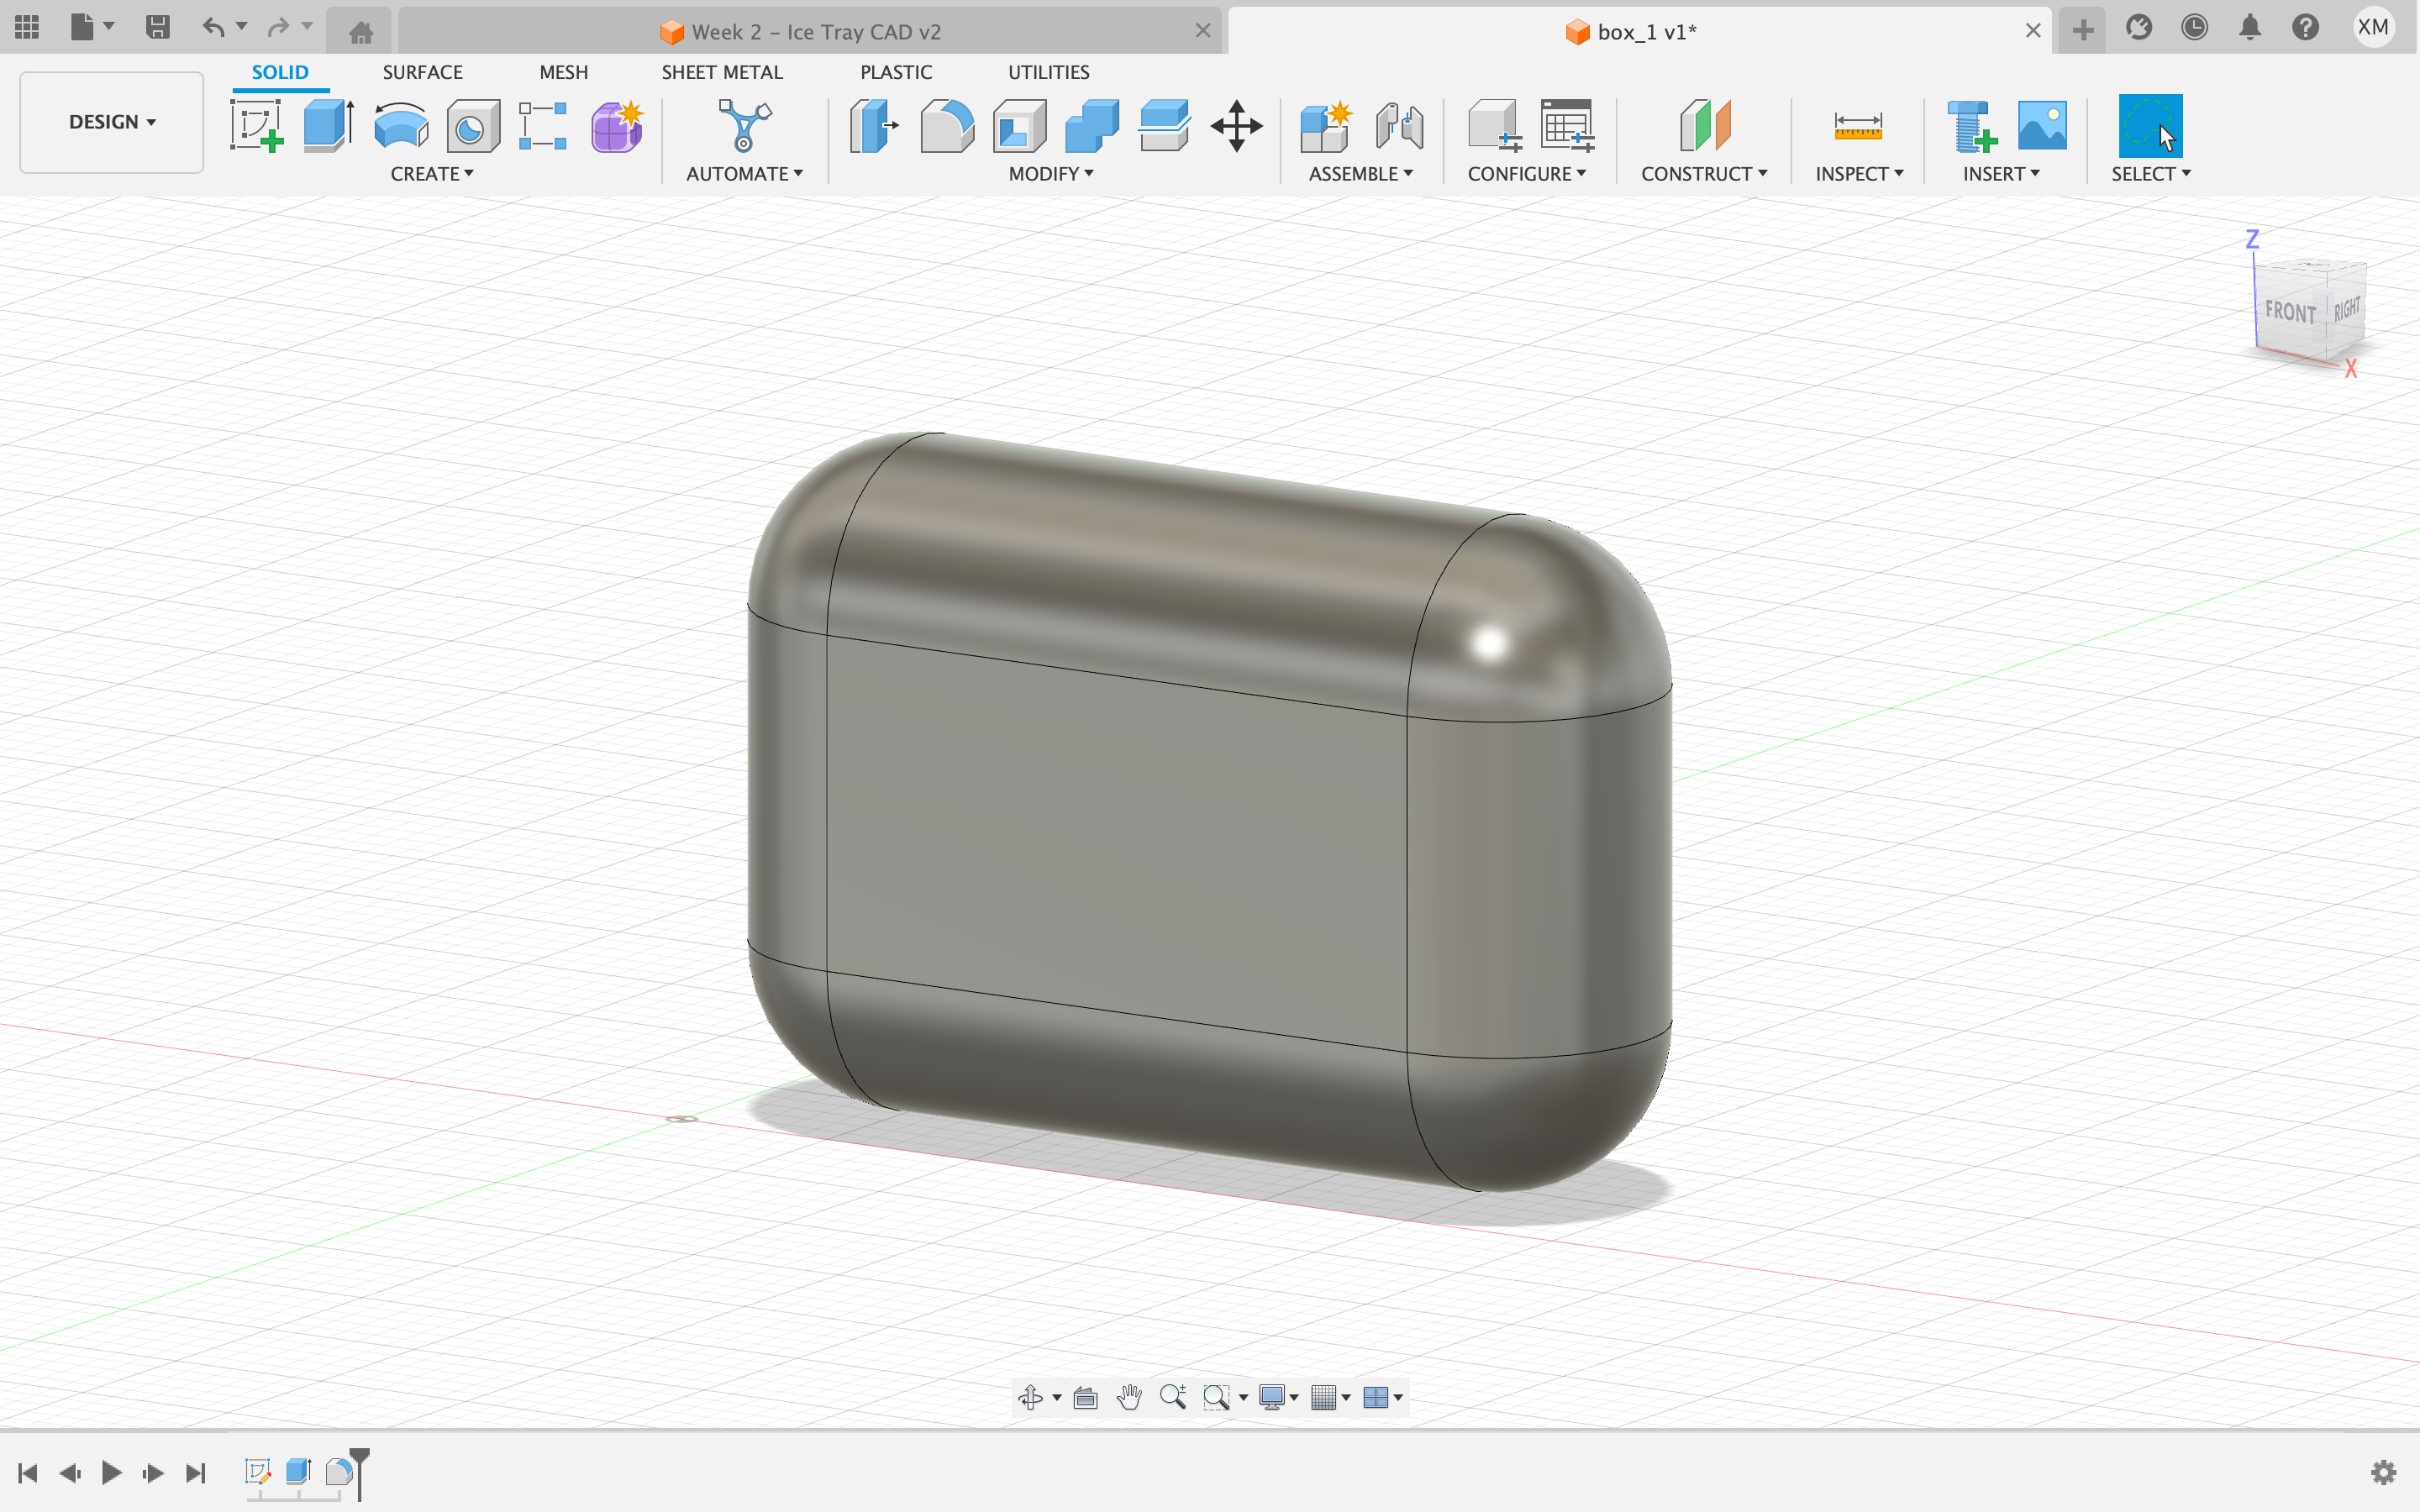 Week 2 – Ice Tray CAD v2
box_1 v1*
XM
SOLID
SURFACE
MESH
SHEET METAL
PLASTIC
UTILITIES
DESIGN
CREATE
AUTOMATE
MODIFY
ASSEMBLE
CONFIGURE
CONSTRUCT
INSPECT
INSERT
SELECT
Z
FRONT
RIGHT
X